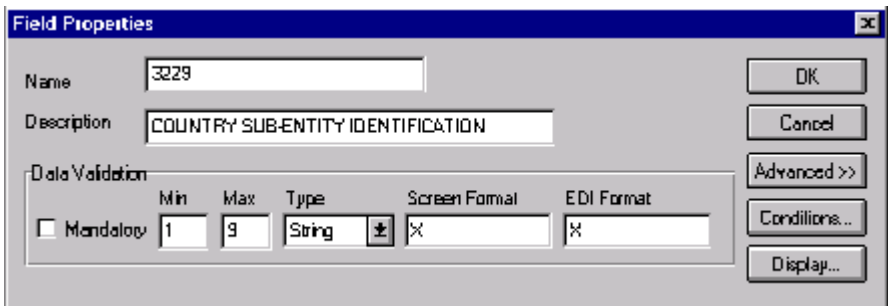 Field Properties
Name 3229
OK
Description COUNTRY SUB-ENTITY IDENTIFICATION
Cancel
Data Validation
Advanced >>
Min Max Type Screen Format EDI Format
Mandatory 1 9 String X X
Conditions...
Display...